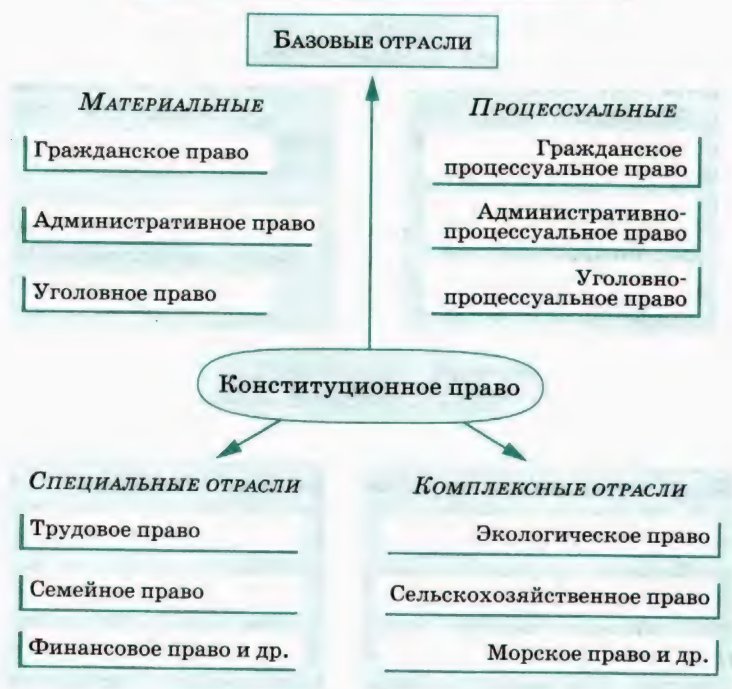 БАЗОВЫЕ ОТРАСЛИ
МАТЕРИАЛЬНЫЕ
Гражданское право
Административное право
Уголовное право
ПРОЦЕССУАЛЬНЫЕ
Гражданское
процессуальное право
Административно-
процессуальное право
Уголовно-
процессуальное право
Конституционное право
СПЕЦИАЛЬНЫЕ ОТРАСЛИ
Трудовое право
Семейное право
Финансовое право и др.
КОМПЛЕКСНЫЕ ОТРАСЛИ
Экологическое право
Сельскохозяйственное право
Морское право и др.